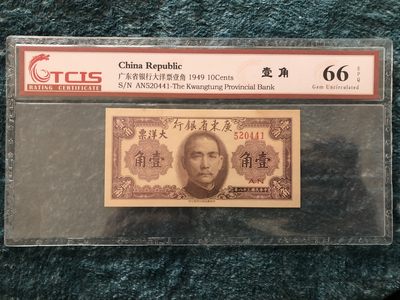 TCIS
RATING CERTIFICATE
China Republic
广东省银行大洋票壹角 1949 10Cents
S/N AN520441-The Kwangtung Provincial Bank
壹角
66
EPQ
Gem Uncirculated
行銀省東廣
票洋大
520441
角壹
角壹
AN